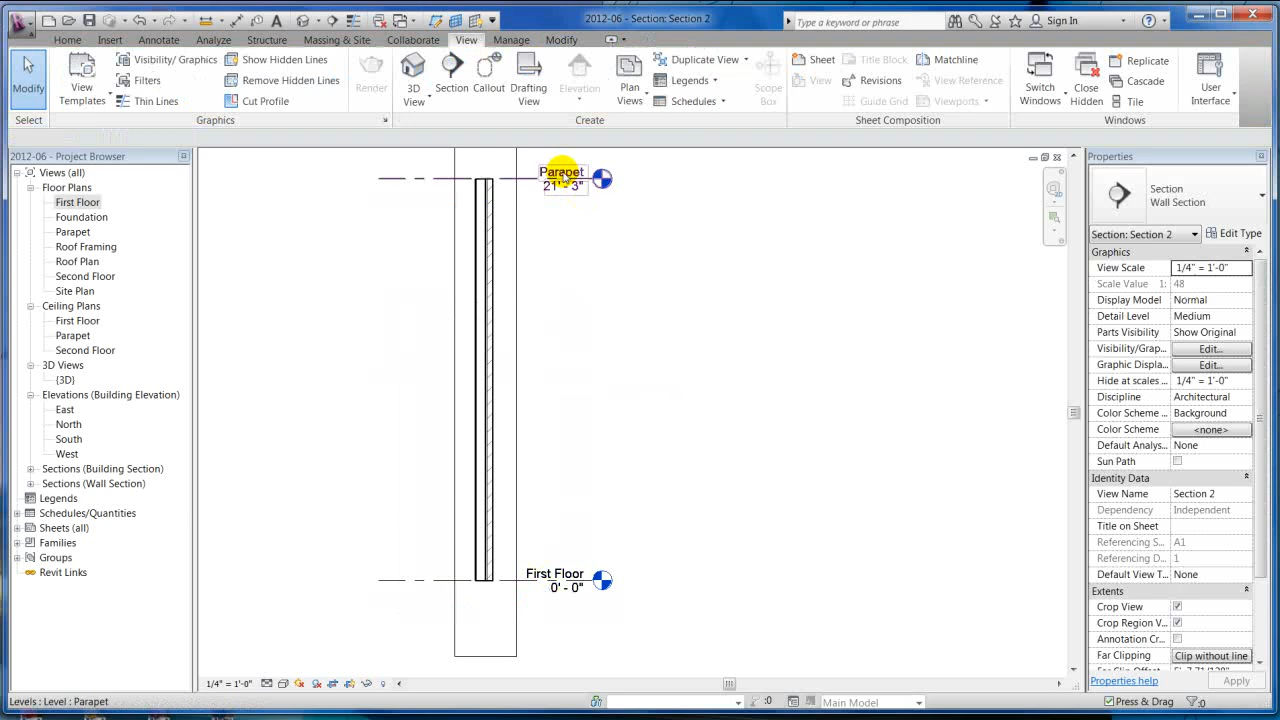 2012-06 - Section: Section 2
Type a keyword or phrase
Sign In
Home Insert Annotate Analyze Structure Massing & Site Collaborate View Manage Modify
Modify
View Templates
Visibility/ Graphics
Filters
Thin Lines
Show Hidden Lines
Remove Hidden Lines
Cut Profile
Render
3D View
Section
Callout
Drafting View
Elevation
Plan Views
Duplicate View
Legends
Schedules
Scope Box
Sheet
View
Title Block
Revisions
Guide Grid
Matchline
View Reference
Viewports
Switch Windows
Close Hidden
Replicate
Cascade
Tile
User Interface
Select Graphics Create Sheet Composition Windows
2012-06 - Project Browser
Views (all)
Floor Plans
First Floor
Foundation
Parapet
Roof Framing
Roof Plan
Second Floor
Site Plan
Ceiling Plans
First Floor
Parapet
Second Floor
3D Views
{3D}
Elevations (Building Elevation)
East
North
South
West
Sections (Building Section)
Sections (Wall Section)
Legends
Schedules/Quantities
Sheets (all)
Families
Groups
Revit Links
Parapet
21' - 3"
First Floor
0' - 0"
Properties
Section
Wall Section
Section: Section 2
Edit Type
Graphics
View Scale 1/4" = 1'-0"
Scale Value 1: 48
Display Model Normal
Detail Level Medium
Parts Visibility Show Original
Visibility/Grap... Edit...
Graphic Displa... Edit...
Hide at scales ... 1/4" = 1'-0"
Discipline Architectural
Color Scheme ... Background
Color Scheme <none>
Default Analys... None
Sun Path
Identity Data
View Name Section 2
Dependency Independent
Title on Sheet
Referencing S... A1
Referencing D... 1
Default View T... None
Extents
Crop View
Crop Region V...
Annotation Cr...
Far Clipping Clip without line
Properties help
Apply
1/4" = 1'-0"
Levels : Level : Parapet
:0
Main Model
Press & Drag
:0